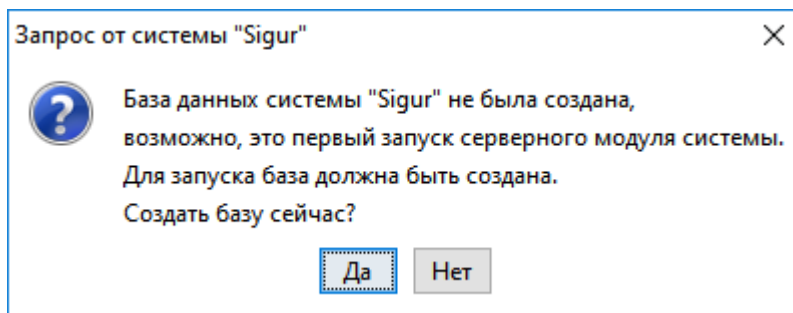 Запрос от системы "Sigur"
База данных системы "Sigur" не была создана,
возможно, это первый запуск серверного модуля системы.
Для запуска база должна быть создана.
Создать базу сейчас?
Да
Нет